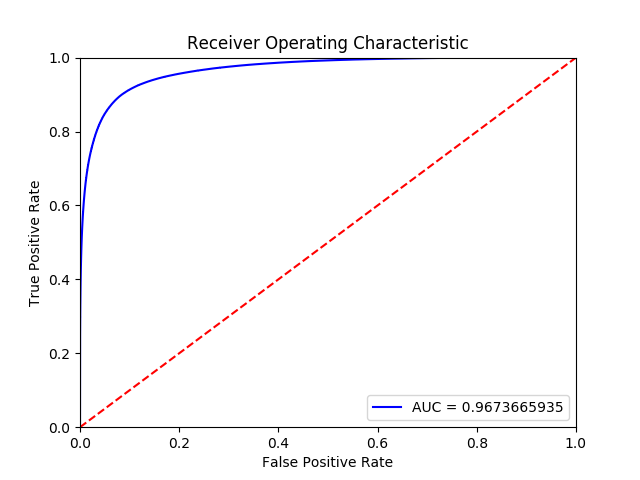 Receiver Operating Characteristic
1.0
0.8
0.6
0.4
0.2
0.0
True Positive Rate
AUC = 0.9673665935
0.0 0.2 0.4 0.6 0.8 1.0
False Positive Rate